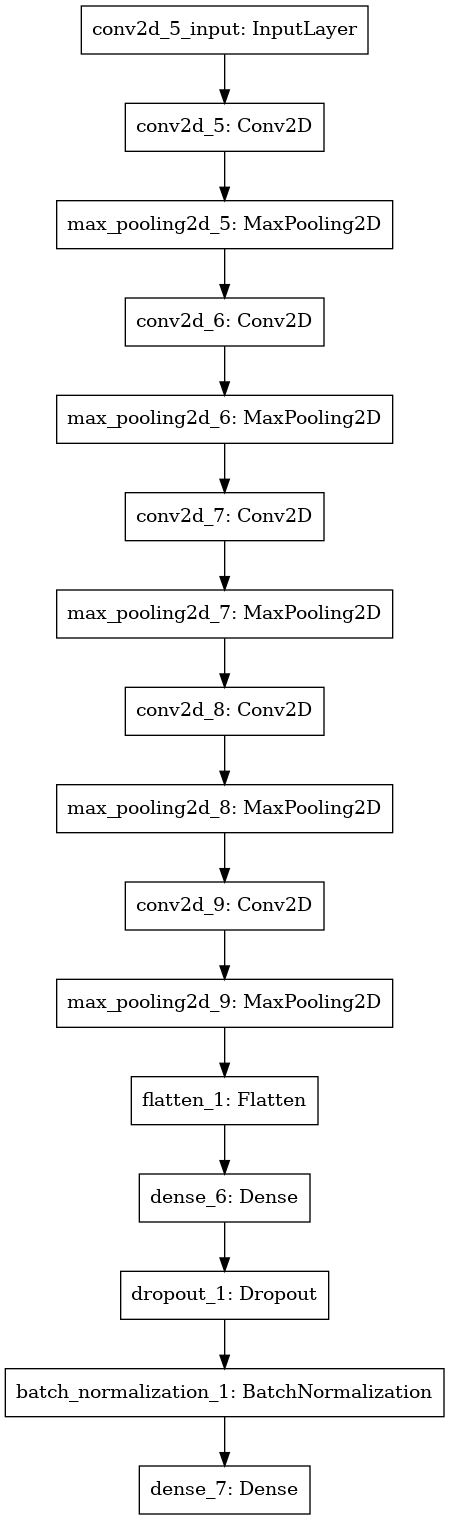 conv2d_5_input: InputLayer
conv2d_5: Conv2D
max_pooling2d_5: MaxPooling2D
conv2d_6: Conv2D
max_pooling2d_6: MaxPooling2D
conv2d_7: Conv2D
max_pooling2d_7: MaxPooling2D
conv2d_8: Conv2D
max_pooling2d_8: MaxPooling2D
conv2d_9: Conv2D
max_pooling2d_9: MaxPooling2D
flatten_1: Flatten
dense_6: Dense
dropout_1: Dropout
batch_normalization_1: BatchNormalization
dense_7: Dense